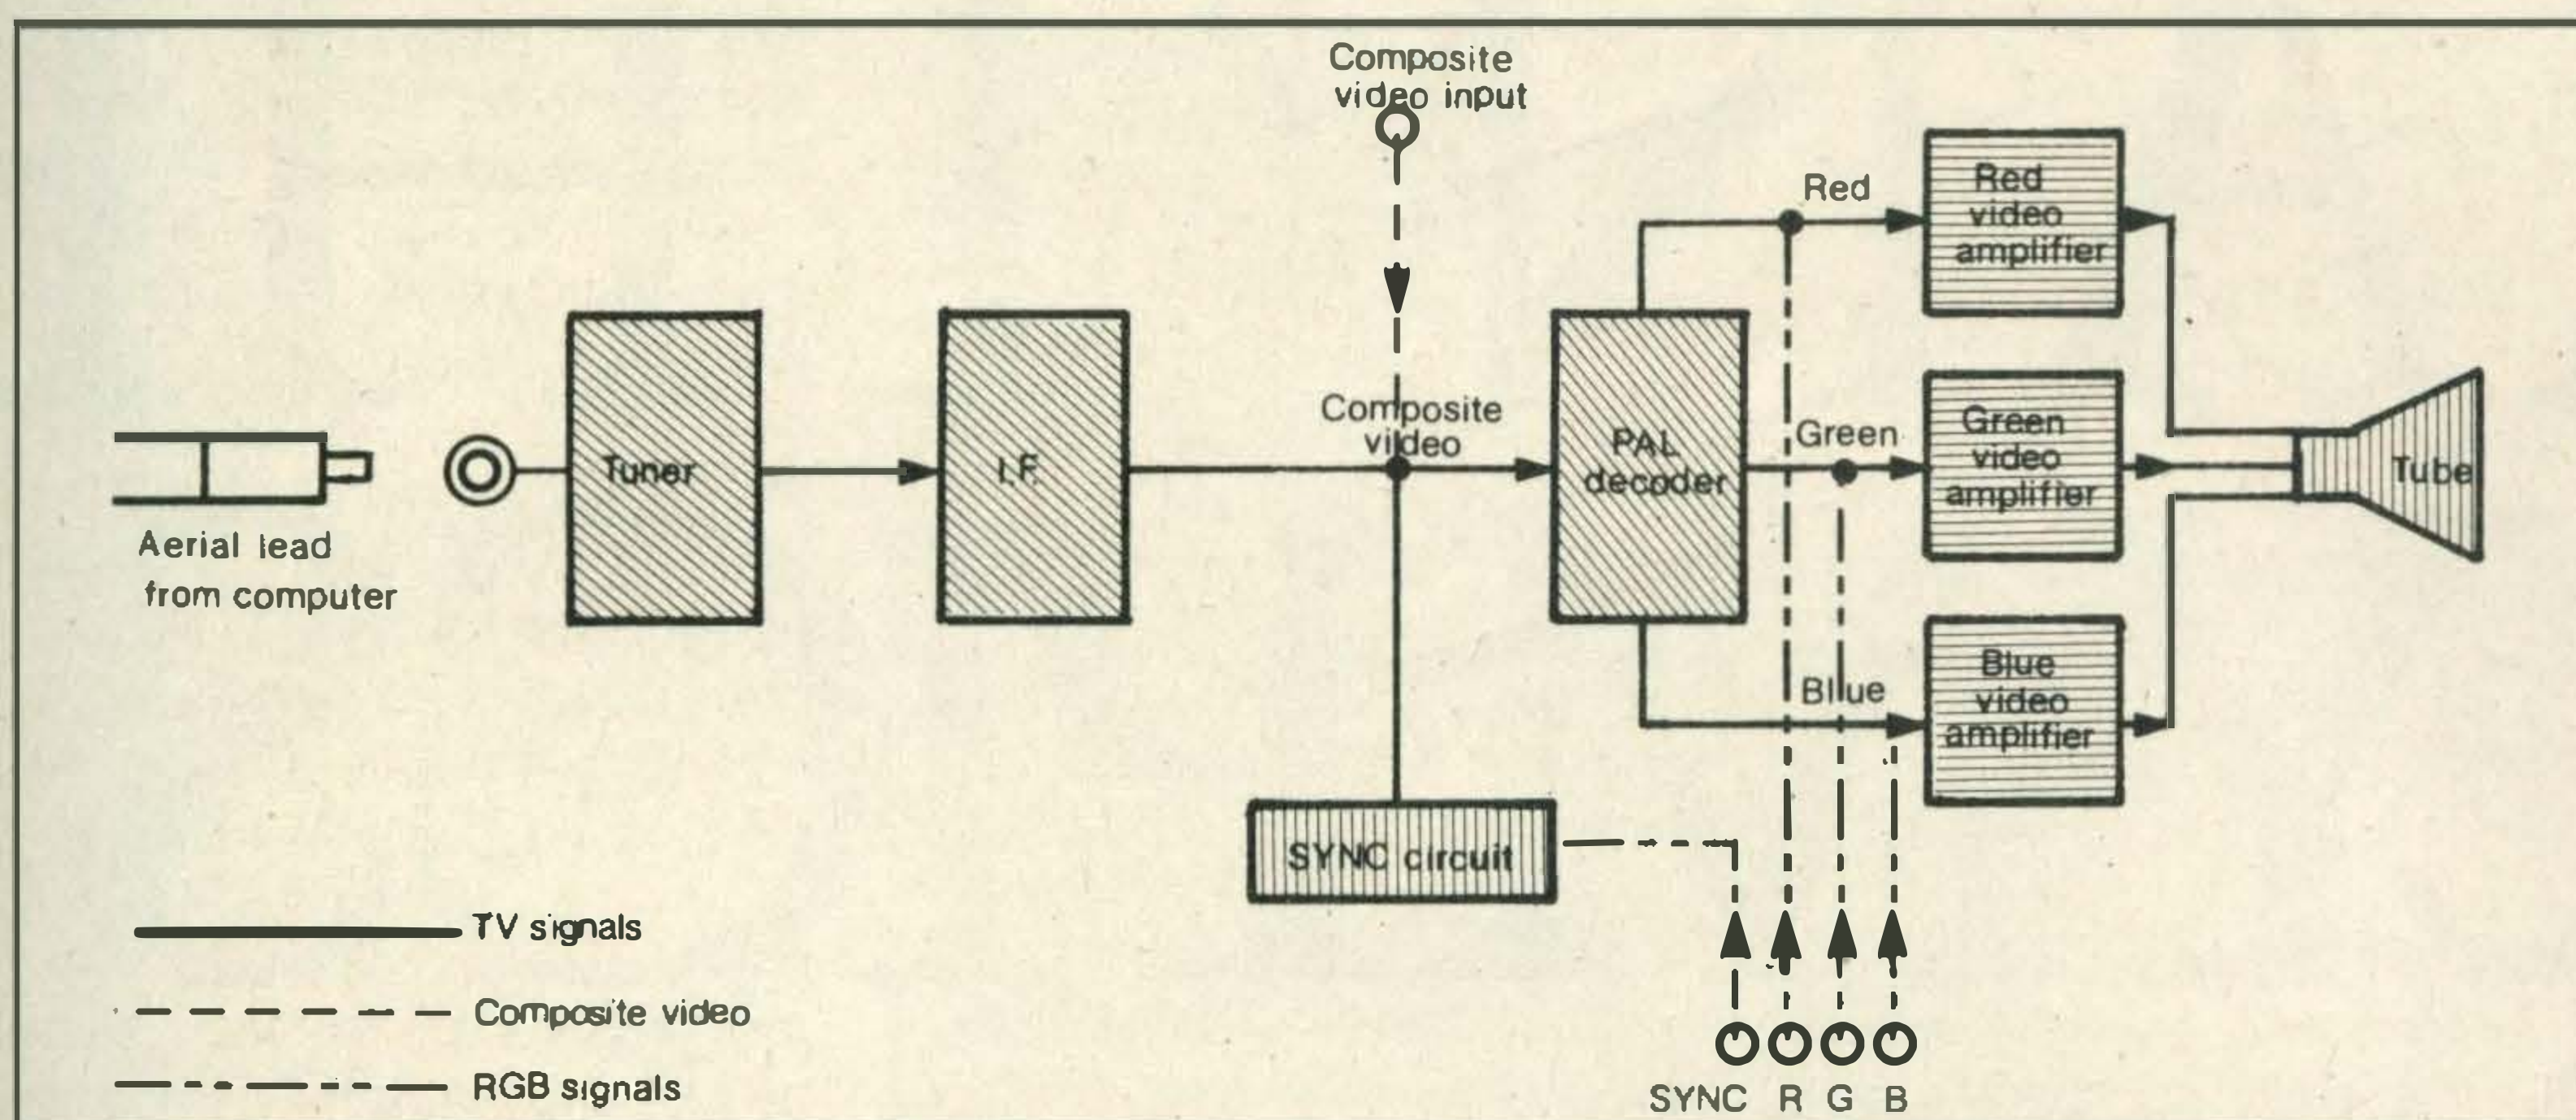 Composite
video input
Red
Red
video
amplifier
Composite
video
Green
Green
video
amplifier
PAL
decoder
Tuner
I.F.
Tube
Aerial lead
from computer
Blue
Blue
video
amplifier
SYNC circuit
TV signals
Composite video
RGB signals
SYNC R G B